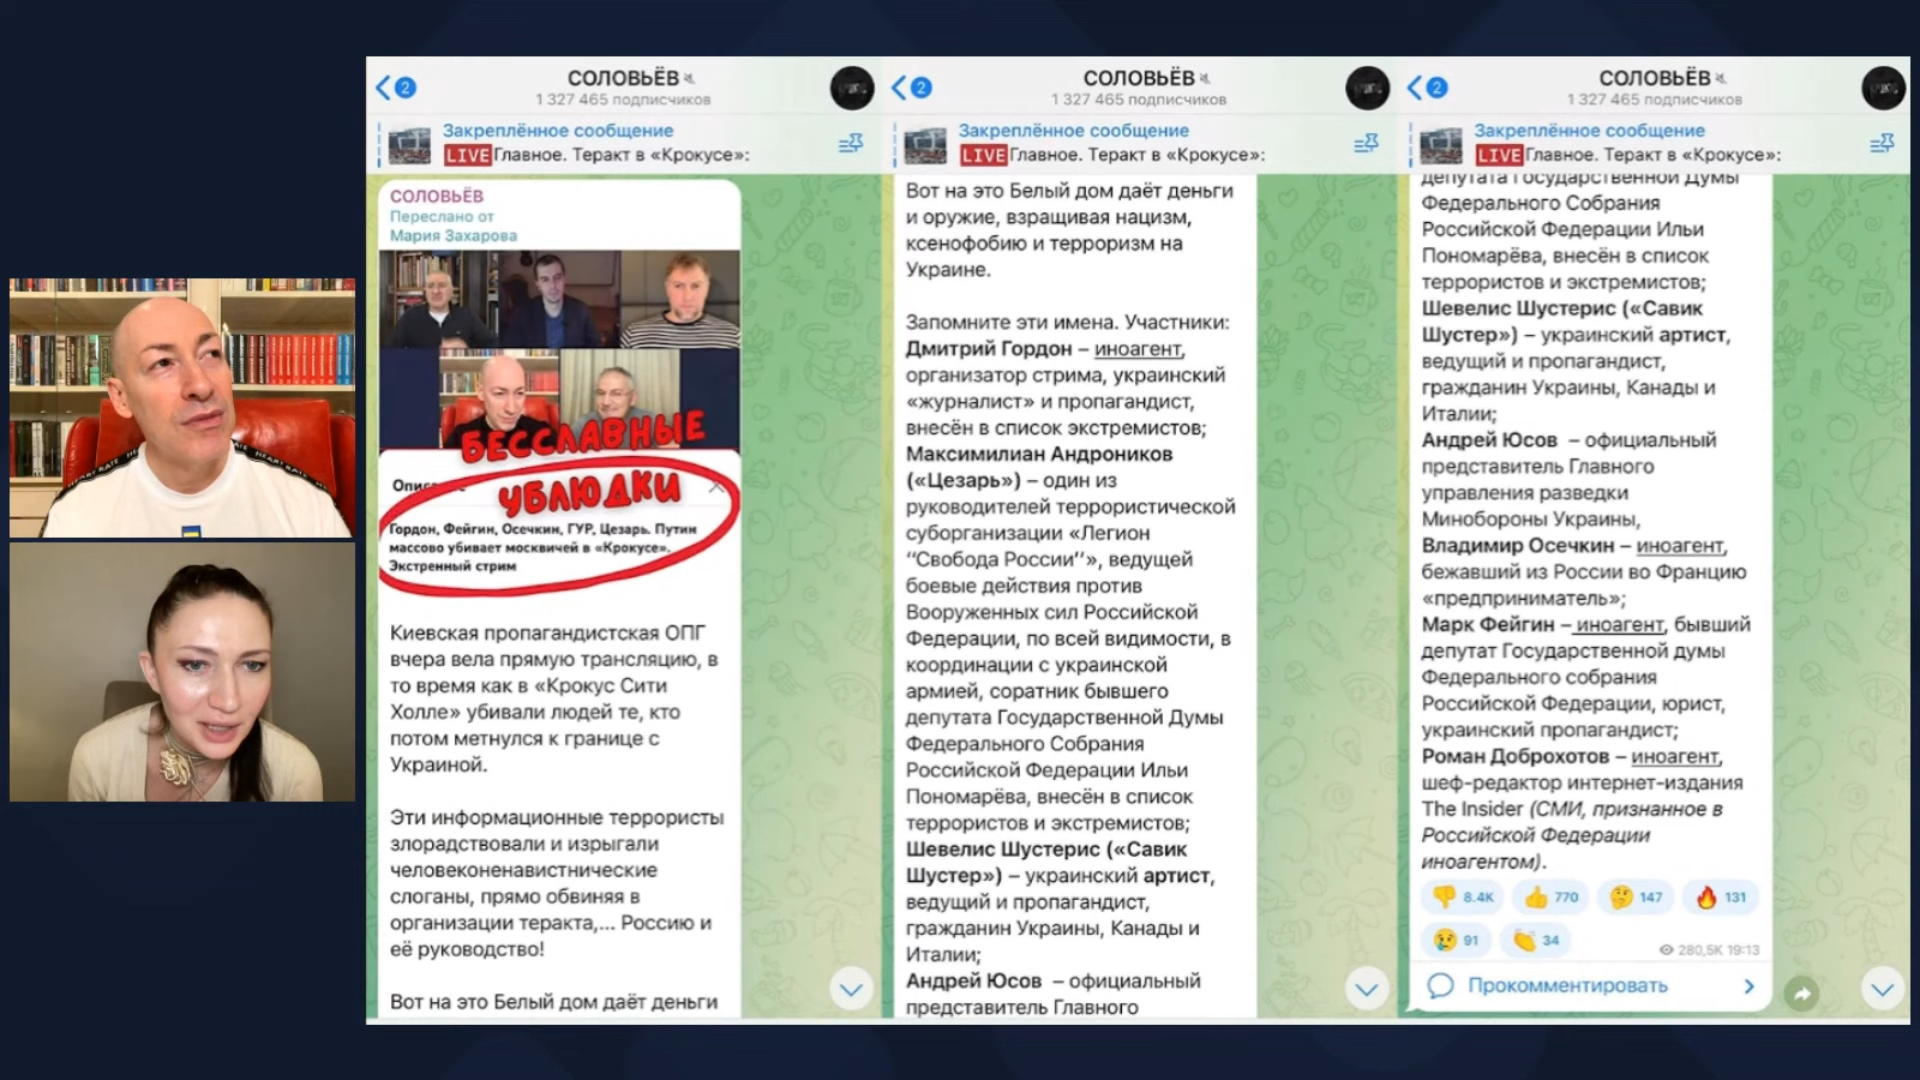 2
СОЛОВЬЁВ
1 327 465 подписчиков
Закреплённое сообщение
LIVE Главное. Теракт в «Крокусе»:
СОЛОВЬЁВ
Переслано от
Мария Захарова
БЕССЛАВНЫЕ
УБЛЮДКИ
Гордон, Фейгин, Осечкин, ГУР, Цезарь. Путин
массово убивает москвичей в «Крокусе».
Экстренный стрим
Киевская пропагандистская ОПГ
вчера вела прямую трансляцию, в
то время как в «Крокус Сити
Холле» убивали людей те, кто
потом метнулся к границе с
Украиной.
Эти информационные террористы
злорадствовали и изрыгали
человеконенавистнические
слоганы, прямо обвиняя в
организации теракта,... Россию и
её руководство!
Вот на это Белый дом даёт деньги
2
СОЛОВЬЁВ
1 327 465 подписчиков
Закреплённое сообщение
LIVE Главное. Теракт в «Крокусе»:
Вот на это Белый дом даёт деньги
и оружие, взращивая нацизм,
ксенофобию и терроризм на
Украине.
Запомните эти имена. Участники:
Дмитрий Гордон – иноагент,
организатор стрима, украинский
«журналист» и пропагандист,
внесён в список экстремистов;
Максимилиан Андроников
(«Цезарь») – один из
руководителей террористической
суборганизации «Легион
‘‘Свобода России’’», ведущей
боевые действия против
Вооруженных сил Российской
Федерации, по всей видимости, в
координации с украинской
армией, соратник бывшего
депутата Государственной Думы
Федерального Собрания
Российской Федерации Ильи
Пономарёва, внесён в список
террористов и экстремистов;
Шевелис Шустерис («Савик
Шустер») – украинский артист,
ведущий и пропагандист,
гражданин Украины, Канады и
Италии;
Андрей Юсов – официальный
представитель Главного
2
СОЛОВЬЁВ
1 327 465 подписчиков
Закреплённое сообщение
LIVE Главное. Теракт в «Крокусе»:
депутата Государственной Думы
Федерального Собрания
Российской Федерации Ильи
Пономарёва, внесён в список
террористов и экстремистов;
Шевелис Шустерис («Савик
Шустер») – украинский артист,
ведущий и пропагандист,
гражданин Украины, Канады и
Италии;
Андрей Юсов – официальный
представитель Главного
управления разведки
Минобороны Украины,
Владимир Осечкин – иноагент,
бежавший из России во Францию
«предприниматель»;
Марк Фейгин – иноагент, бывший
депутат Государственной думы
Федерального собрания
Российской Федерации, юрист,
украинский пропагандист;
Роман Доброхотов – иноагент,
шеф-редактор интернет-издания
The Insider (СМИ, признанное в
Российской Федерации
иноагентом).
8.4K 770 147 131
91 34
280,5K 19:13
Прокомментировать